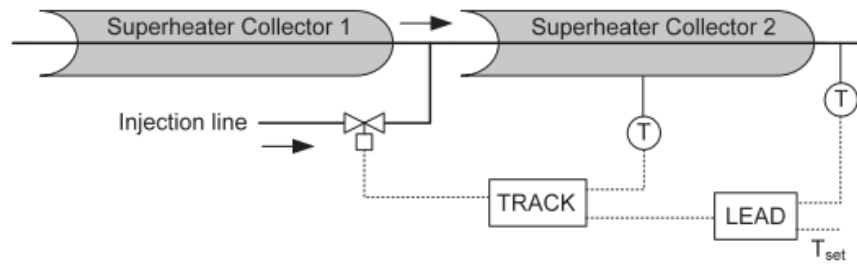 Superheater Collector 1
Superheater Collector 2
Injection line
T
T
TRACK
LEAD
Tset